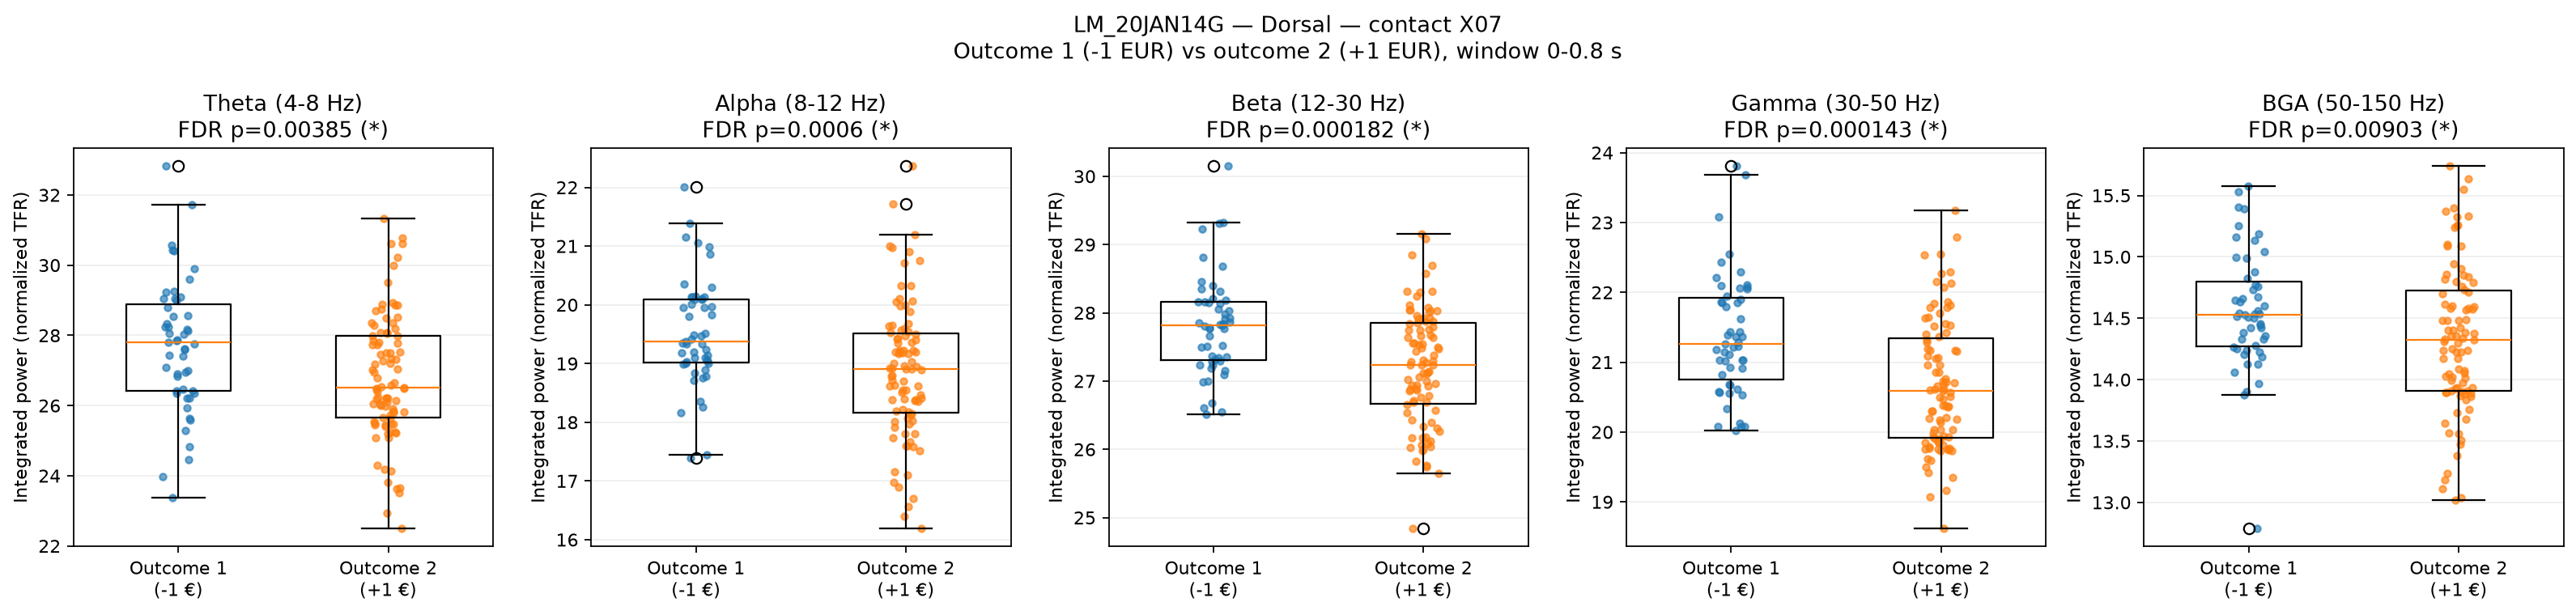 LM_20JAN14G — Dorsal — contact X07
Outcome 1 (-1 EUR) vs outcome 2 (+1 EUR), window 0-0.8 s
Theta (4-8 Hz)
FDR p=0.00385 (*)
Integrated power (normalized TFR)
32
30
28
26
24
22
Outcome 1
(-1 €)
Outcome 2
(+1 €)
Alpha (8-12 Hz)
FDR p=0.0006 (*)
Integrated power (normalized TFR)
22
21
20
19
18
17
16
Outcome 1
(-1 €)
Outcome 2
(+1 €)
Beta (12-30 Hz)
FDR p=0.000182 (*)
Integrated power (normalized TFR)
30
29
28
27
26
25
Outcome 1
(-1 €)
Outcome 2
(+1 €)
Gamma (30-50 Hz)
FDR p=0.000143 (*)
Integrated power (normalized TFR)
24
23
22
21
20
19
Outcome 1
(-1 €)
Outcome 2
(+1 €)
BGA (50-150 Hz)
FDR p=0.00903 (*)
Integrated power (normalized TFR)
15.5
15.0
14.5
14.0
13.5
13.0
Outcome 1
(-1 €)
Outcome 2
(+1 €)